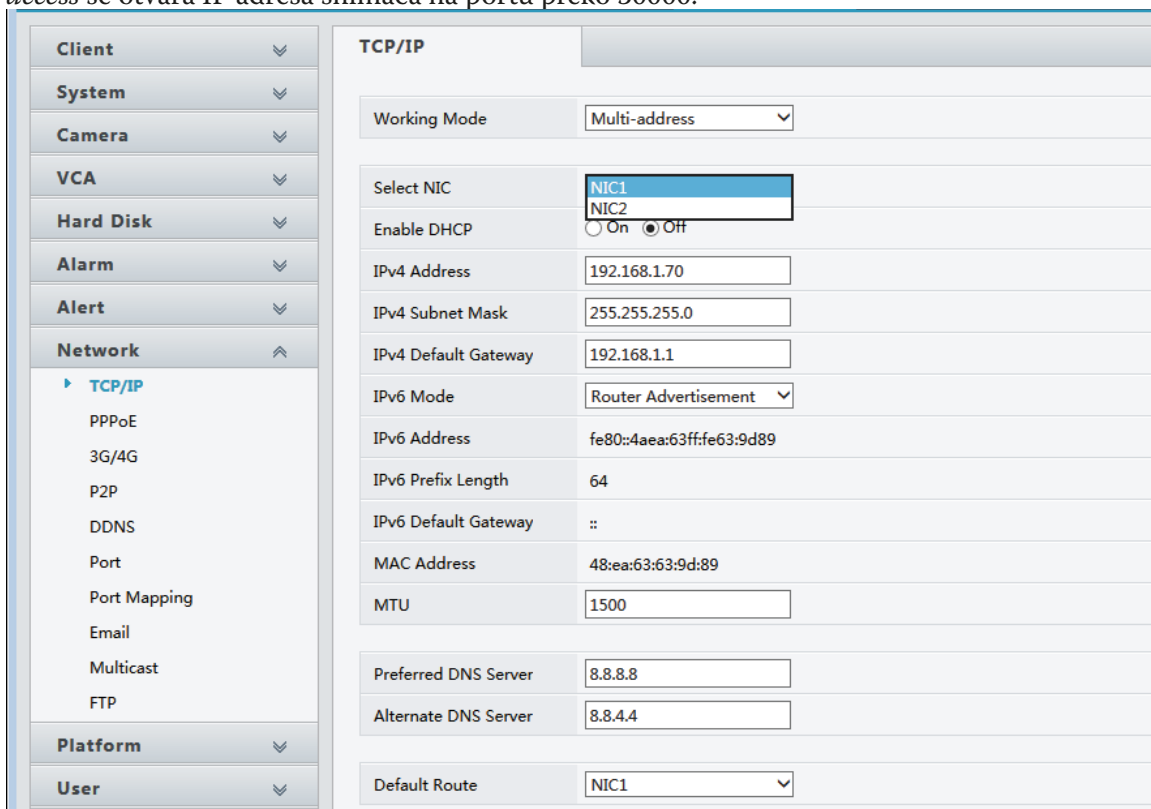 access se otvara IP adresa snimača na portu preko 30000.
Client
System
Camera
VCA
Hard Disk
Alarm
Alert
Network
TCP/IP
PPPoE
3G/4G
P2P
DDNS
Port
Port Mapping
Email
Multicast
FTP
Platform
User
TCP/IP
Working Mode Multi-address
Select NIC NIC1
NIC2
Enable DHCP On Off
IPv4 Address 192.168.1.70
IPv4 Subnet Mask 255.255.255.0
IPv4 Default Gateway 192.168.1.1
IPv6 Mode Router Advertisement
IPv6 Address fe80::4aea:63ff:fe63:9d89
IPv6 Prefix Length 64
IPv6 Default Gateway ::
MAC Address 48:ea:63:63:9d:89
MTU 1500
Preferred DNS Server 8.8.8.8
Alternate DNS Server 8.8.4.4
Default Route NIC1